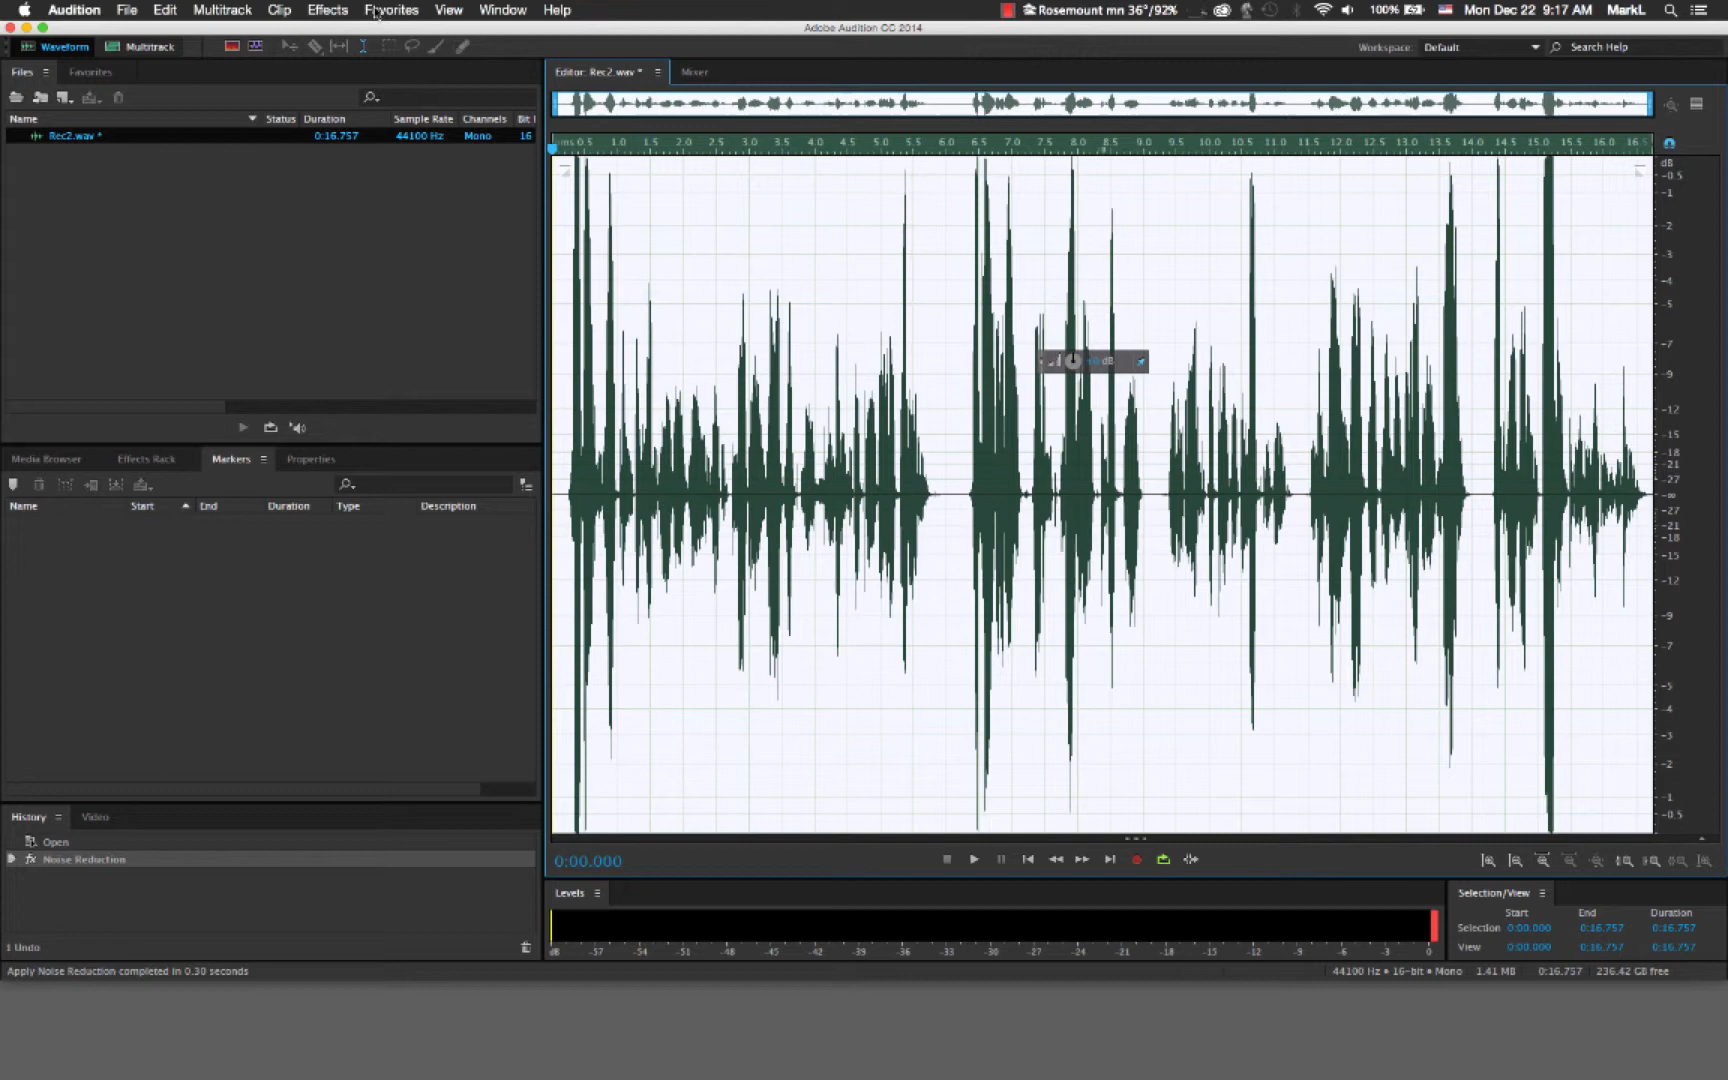 Audition File Edit Multitrack Clip Effects Favorites View Window Help Rosemount mn 36°/92% 100% Mon Dec 22 9:17 AM MarkL
Adobe Audition CC 2014
Waveform Multitrack Workspace: Default Search Help
Files Favorites Editor: Rec2.wav * Mixer
Name Status Duration Sample Rate Channels Bit
Rec2.wav * 0:16.757 44100 Hz Mono 16
hms 0.5 1.0 1.5 2.0 2.5 3.0 3.5 4.0 4.5 5.0 5.5 6.0 6.5 7.0 7.5 8.0 8.5 9.0 9.5 10.0 10.5 11.0 11.5 12.0 12.5 13.0 13.5 14.0 14.5 15.0 15.5 16.0 16.5
dB
-0.5
-1
-2
-3
-4
-5
-7
-9
-12
-15
-18
-21
-27
-∞
-27
-21
-18
-15
-12
-9
-7
-5
-4
-3
-2
-1
-0.5
dB
Media Browser Effects Rack Markers Properties
Name Start End Duration Type Description
History Video
Open
Noise Reduction
1 Undo
0:00.000
Levels
dB -57 -54 -51 -48 -45 -42 -39 -36 -33 -30 -27 -24 -21 -18 -15 -12 -9 -6 -3 0
Selection/View
Start End Duration
Selection 0:00.000 0:16.757 0:16.757
View 0:00.000 0:16.757 0:16.757
Apply Noise Reduction completed in 0.30 seconds
44100 Hz • 16-bit • Mono 1.41 MB 0:16.757 236.42 GB free